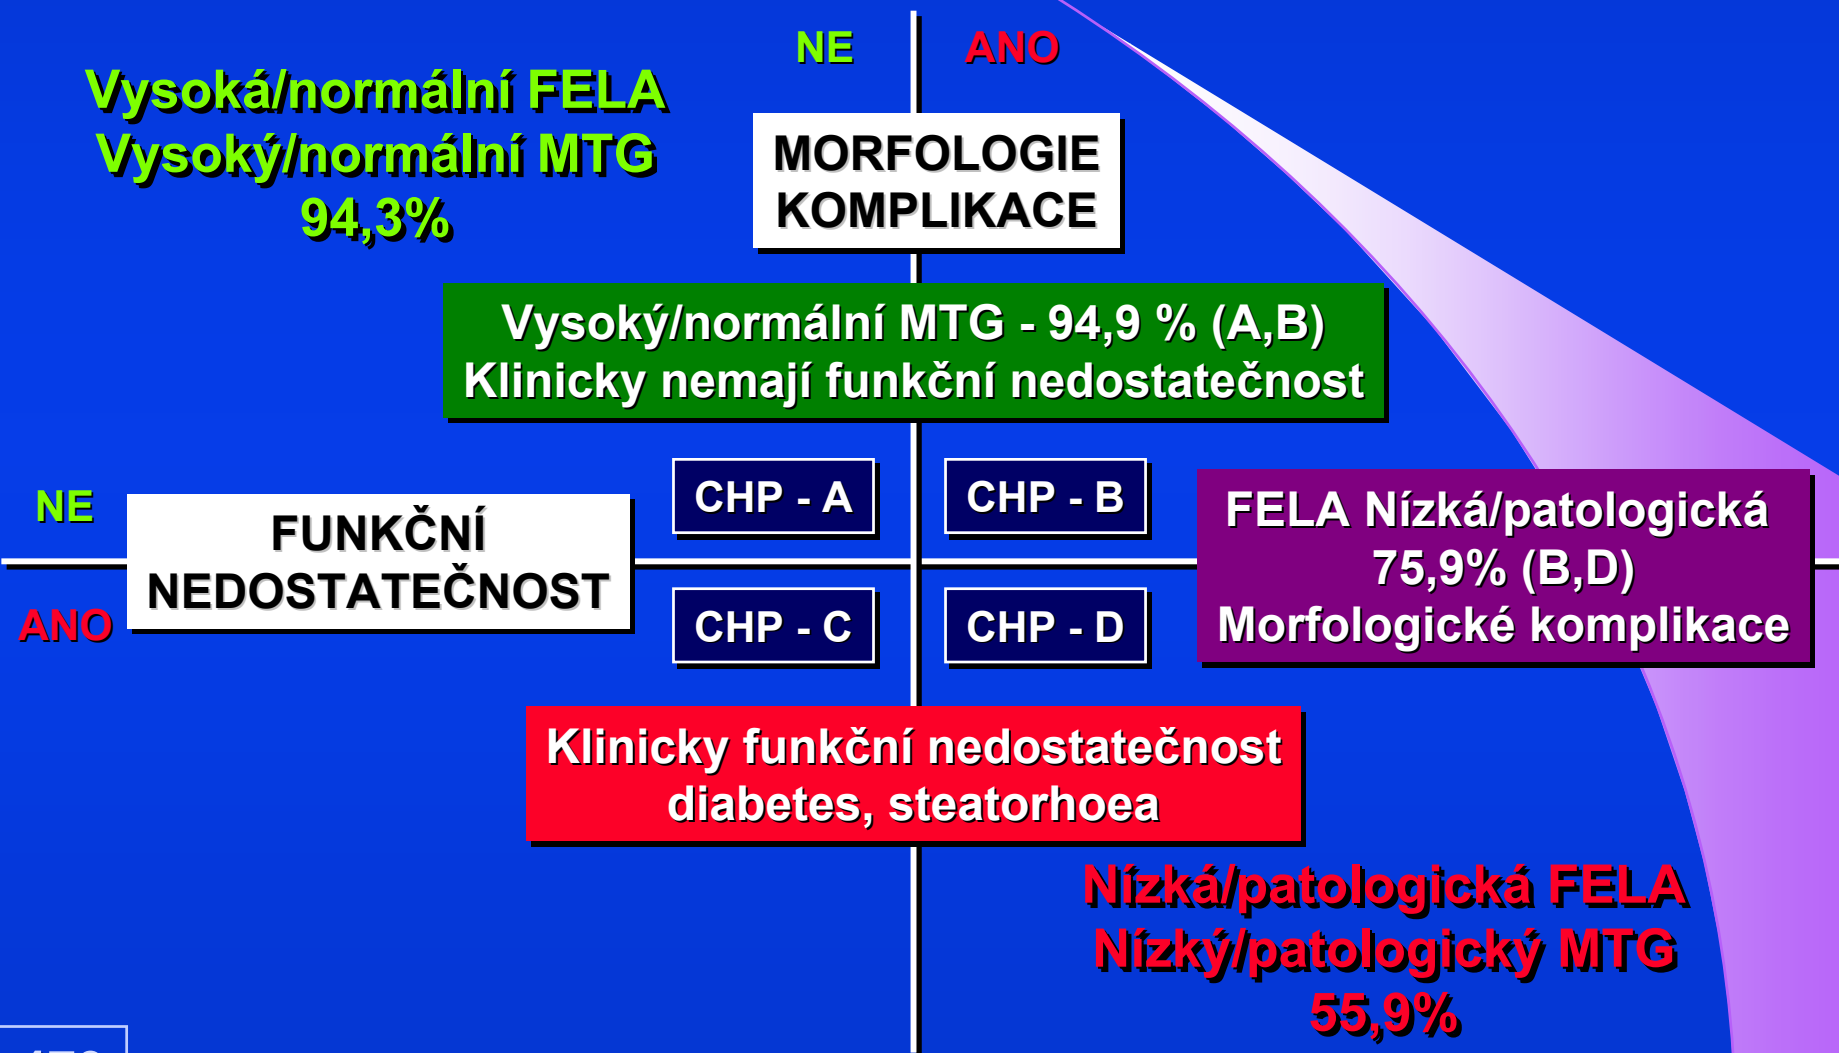 NE
ANO
Vysoká/normální FELA
Vysoký/normální MTG
94,3%
MORFOLOGIE
KOMPLIKACE
Vysoký/normální MTG - 94,9 % (A,B)
Klinicky nemají funkční nedostatečnost
NE
FUNKČNÍ
NEDOSTATEČNOST
ANO
CHP - A
CHP - B
CHP - C
CHP - D
FELA Nízká/patologická
75,9% (B,D)
Morfologické komplikace
Klinicky funkční nedostatečnost
diabetes, steatorhoea
Nízká/patologická FELA
Nízký/patologický MTG
55,9%